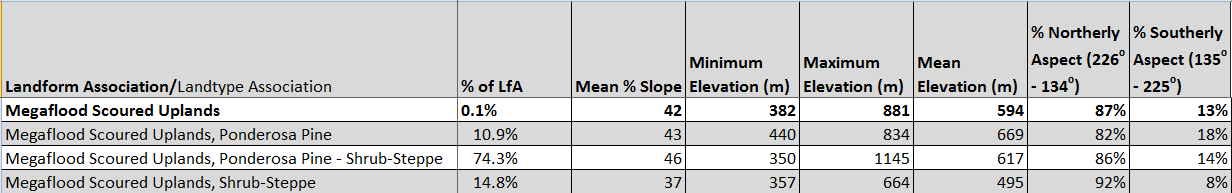 Landform Association/Landtype Association | % of LfA | Mean % Slope | Minimum Elevation (m) | Maximum Elevation (m) | Mean Elevation (m) | % Northerly Aspect (226° - 134°) | % Southerly Aspect (135° - 225°)
Megaflood Scoured Uplands | 0.1% | 42 | 382 | 881 | 594 | 87% | 13%
Megaflood Scoured Uplands, Ponderosa Pine | 10.9% | 43 | 440 | 834 | 669 | 82% | 18%
Megaflood Scoured Uplands, Ponderosa Pine - Shrub-Steppe | 74.3% | 46 | 350 | 1145 | 617 | 86% | 14%
Megaflood Scoured Uplands, Shrub-Steppe | 14.8% | 37 | 357 | 664 | 495 | 92% | 8%